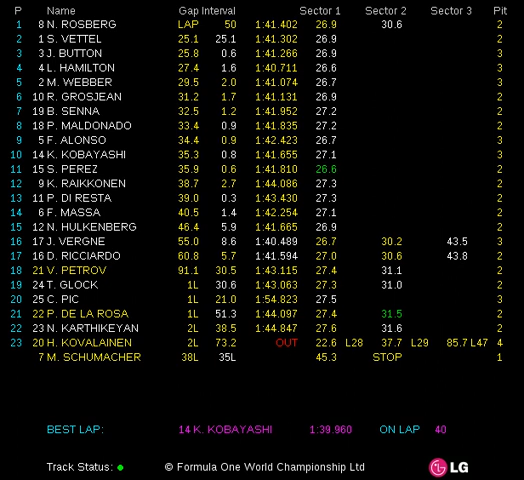 P Name Gap Interval Sector 1 Sector 2 Sector 3 Pit
1 8 N. ROSBERG LAP 50 1:41.402 26.9 30.6 2
2 1 S. VETTEL 25.1 25.1 1:41.302 26.9 2
3 3 J. BUTTON 25.8 0.6 1:41.266 26.9 3
4 4 L. HAMILTON 27.4 1.6 1:40.711 26.6 3
5 2 M. WEBBER 29.5 2.0 1:41.074 26.7 3
6 10 R. GROSJEAN 31.2 1.7 1:41.131 26.9 2
7 19 B. SENNA 32.5 1.2 1:41.952 27.2 2
8 18 P. MALDONADO 33.4 0.9 1:41.835 27.2 2
9 5 F. ALONSO 34.4 0.9 1:42.423 26.7 3
10 14 K. KOBAYASHI 35.3 0.8 1:41.655 27.1 3
11 15 S. PEREZ 35.9 0.6 1:41.810 26.6 2
12 9 K. RAIKKONEN 38.7 2.7 1:44.086 27.3 2
13 11 P. DI RESTA 39.0 0.3 1:43.430 27.3 2
14 6 F. MASSA 40.5 1.4 1:42.254 27.1 2
15 12 N. HULKENBERG 46.4 5.9 1:41.665 26.9 2
16 17 J. VERGNE 55.0 8.6 1:40.489 26.7 30.2 43.5 3
17 16 D. RICCIARDO 60.8 5.7 1:41.594 27.0 30.6 43.8 2
18 21 V. PETROV 91.1 30.5 1:43.115 27.4 31.1 2
19 24 T. GLOCK 1L 30.6 1:43.063 27.3 31.0 2
20 25 C. PIC 1L 21.0 1:54.823 27.5 3
21 22 P. DE LA ROSA 1L 51.3 1:44.097 27.4 31.5 2
22 23 N. KARTHIKEYAN 2L 38.5 1:44.847 27.6 31.6 2
23 20 H. KOVALAINEN 2L 73.2 OUT 22.6 L28 37.7 L29 85.7 L47 4
7 M. SCHUMACHER 38L 35L 45.3 STOP 1
BEST LAP: 14 K. KOBAYASHI 1:39.960 ON LAP 40
Track Status: © Formula One World Championship Ltd LG